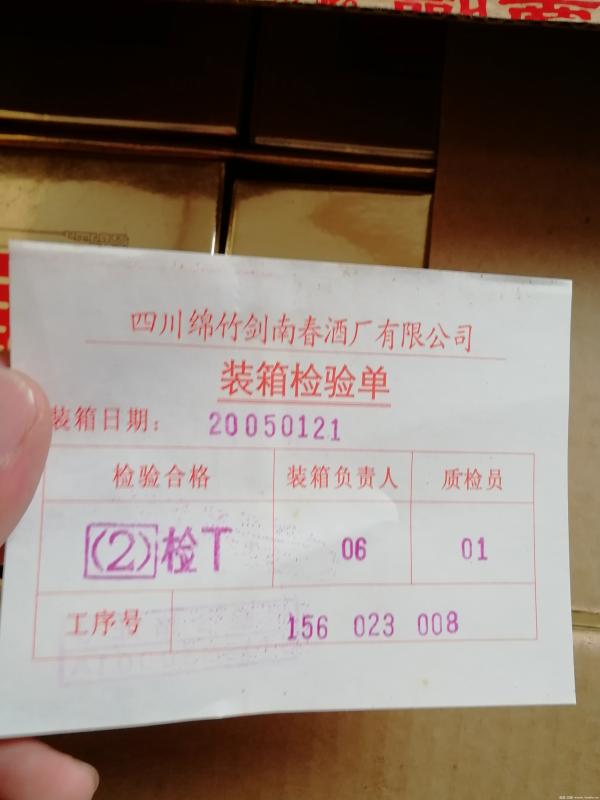 四川绵竹剑南春酒厂有限公司
装箱检验单
装箱日期: 20050121
检验合格 装箱负责人 质检员
(2)检T 06 01
工序号 156 023 008